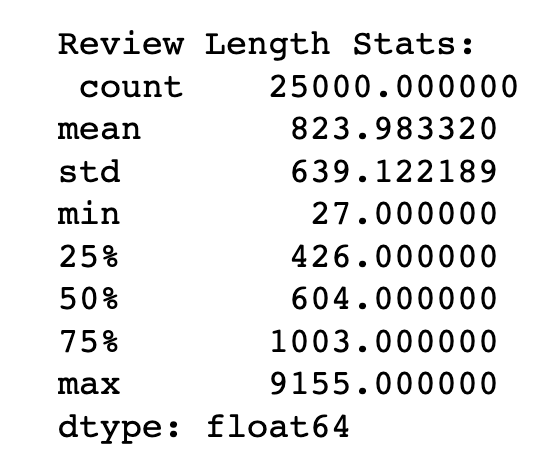 Review Length Stats:
count 25000.000000
mean 823.983320
std 639.122189
min 27.000000
25% 426.000000
50% 604.000000
75% 1003.000000
max 9155.000000
dtype: float64